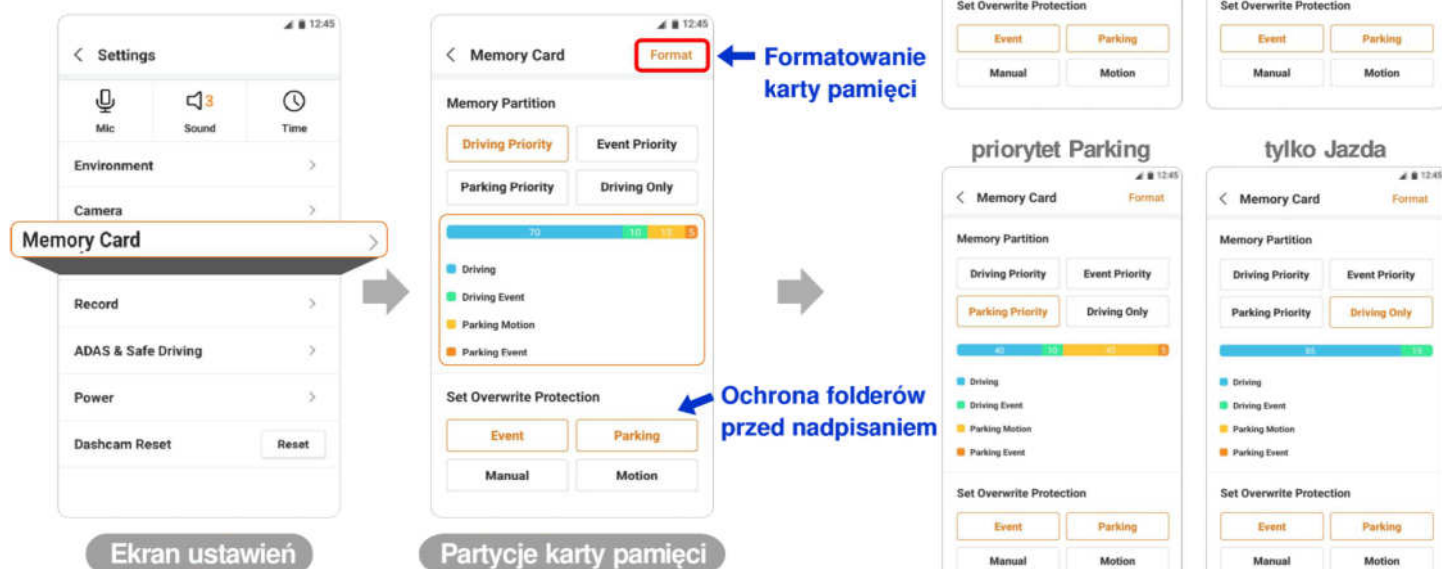 12:45
Settings
Mic
3
Sound
Time
Environment
Camera
Memory Card
Record
ADAS & Safe Driving
Power
Dashcam Reset
Reset
Ekran ustawień
12:45
Memory Card
Format
Formatowanie
karty pamięci
Memory Partition
Driving Priority
Event Priority
Parking Priority
Driving Only
70
10
15
5
Driving
Driving Event
Parking Motion
Parking Event
Set Overwrite Protection
Event
Parking
Manual
Motion
Ochrona folderów
przed nadpisaniem
Partycje karty pamięci
Set Overwrite Protection
Event
Parking
Manual
Motion
Set Overwrite Protection
Event
Parking
Manual
Motion
priorytet Parking
12:45
Memory Card
Format
Memory Partition
Driving Priority
Event Priority
Parking Priority
Driving Only
40
10
5
Driving
Driving Event
Parking Motion
Parking Event
Set Overwrite Protection
Event
Parking
Manual
Motion
tylko Jazda
12:45
Memory Card
Format
Memory Partition
Driving Priority
Event Priority
Parking Priority
Driving Only
85
15
Driving
Driving Event
Parking Motion
Parking Event
Set Overwrite Protection
Event
Parking
Manual
Motion